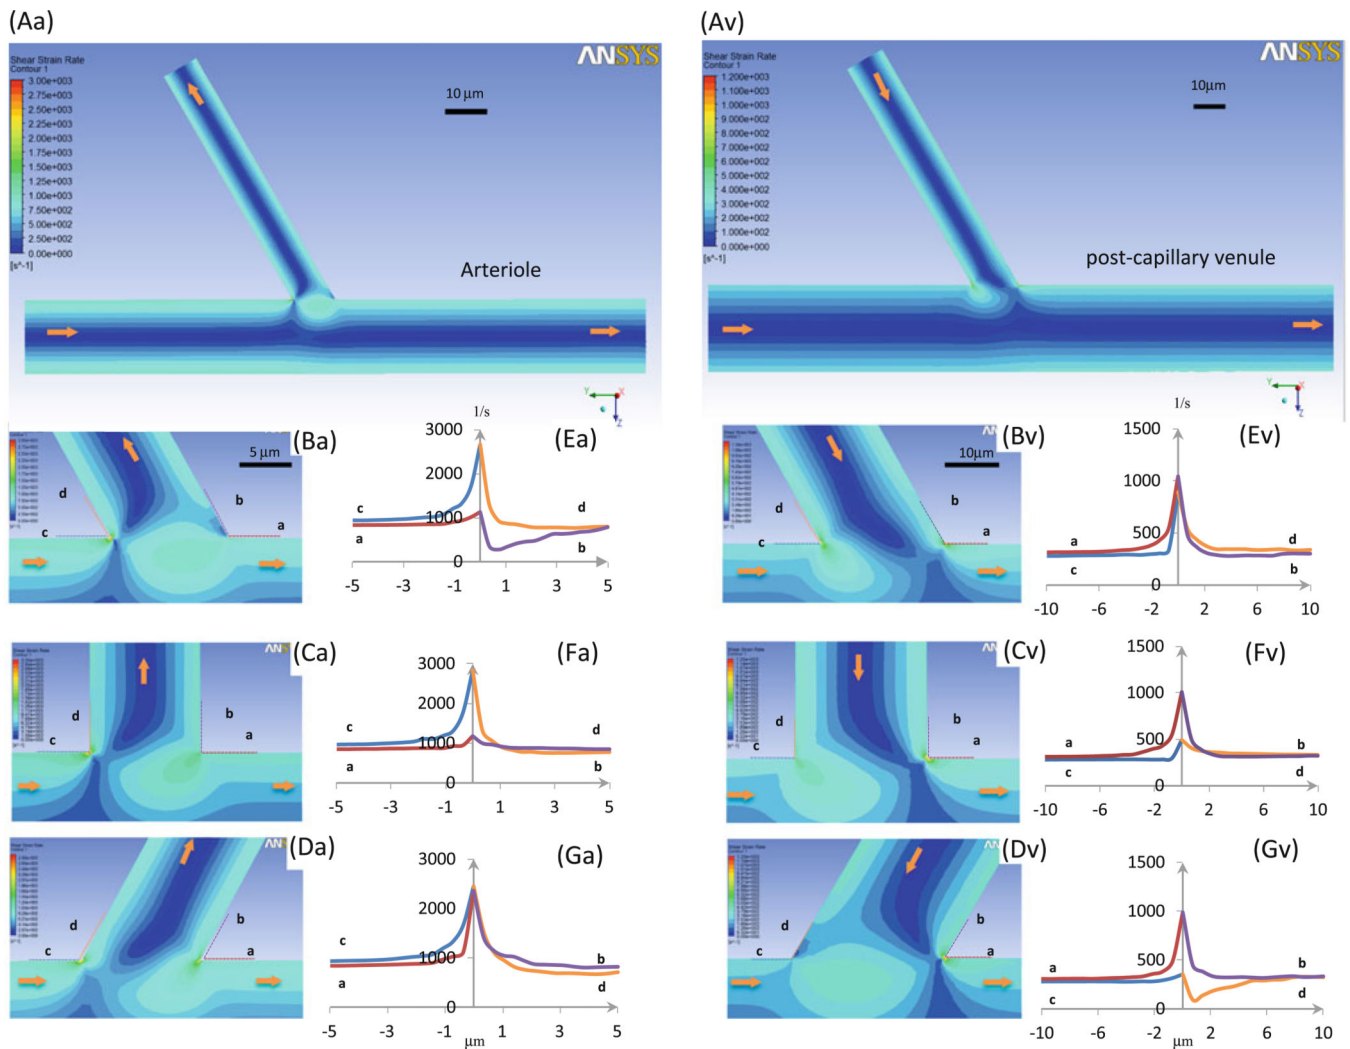 (Aa)
ANSYS
Shear Strain Rate
Contour 1
3.00e+003
2.75e+003
2.50e+003
2.25e+003
2.00e+003
1.75e+003
1.50e+003
1.25e+003
1.00e+003
7.50e+002
5.00e+002
2.50e+002
0.00e+000
[s^-1]
10 μm
Arteriole
Y
X
Z
(Av)
ANSYS
Shear Strain Rate
Contour 1
1.200e+003
1.100e+003
1.000e+003
9.000e+002
8.000e+002
7.000e+002
6.000e+002
5.000e+002
4.000e+002
3.000e+002
2.000e+002
1.000e+002
0.000e+000
[s^-1]
10μm
post-capillary venule
Y
X
Z
(Ba)
5 μm
d
b
c
a
1/s
(Ea)
3000
2000
1000
0
c
a
d
b
-5
-3
-1
1
3
5
(Bv)
10μm
d
b
c
a
1/s
(Ev)
1500
1000
500
0
a
c
d
b
-10
-6
-2
2
6
10
(Ca)
ANS
d
b
c
a
(Fa)
3000
2000
1000
0
c
a
d
b
-5
-3
-1
1
3
5
(Cv)
AN
d
b
c
a
(Fv)
1500
1000
500
0
a
c
b
d
-10
-6
-2
2
6
10
(Da)
ANS
d
b
c
a
(Ga)
3000
2000
1000
0
c
a
b
d
-5
-3
-1
μm
1
3
5
(Dv)
AN
d
b
c
a
(Gv)
1500
1000
500
0
a
c
b
d
-10
-6
-2
μm
2
6
10